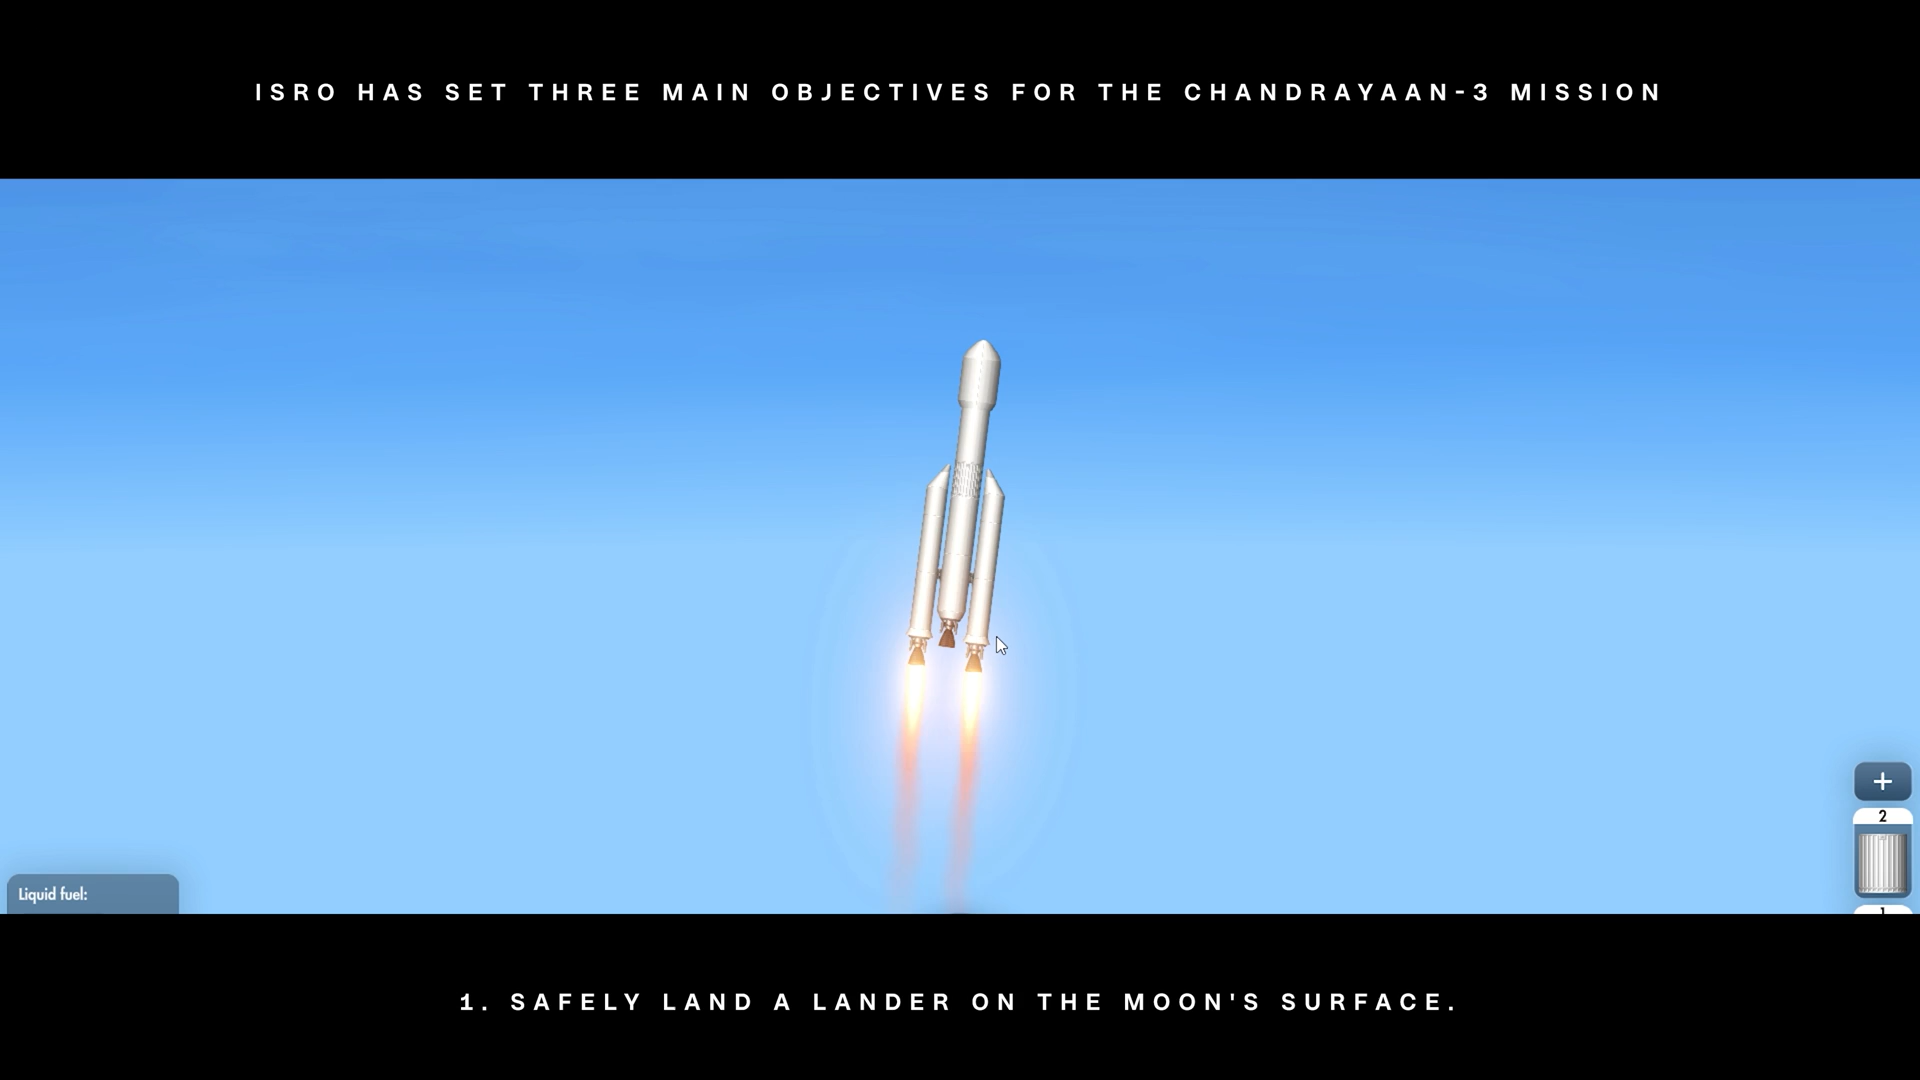 ISRO HAS SET THREE MAIN OBJECTIVES FOR THE CHANDRAYAAN-3 MISSION
+
2
Liquid fuel:
1. SAFELY LAND A LANDER ON THE MOON'S SURFACE.